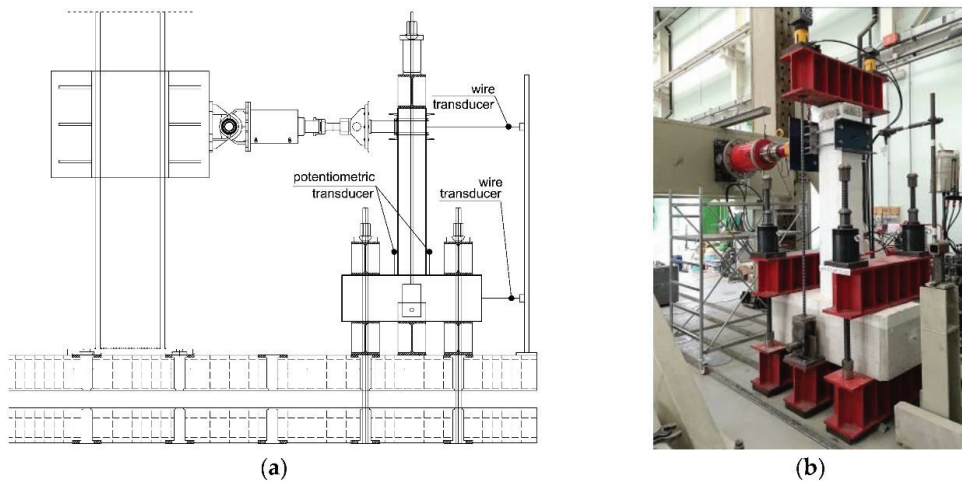 wire
transducer
potentiometric
transducer
wire
transducer
(a)
(b)